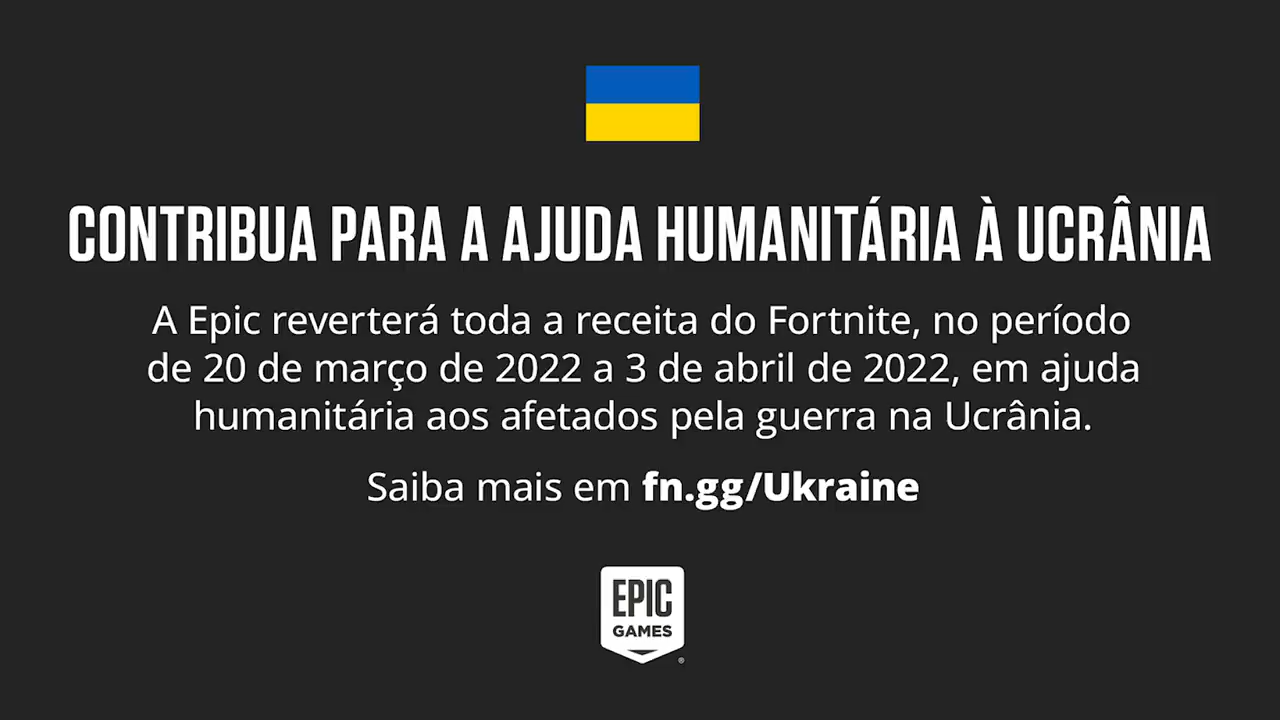 CONTRIBUA PARA A AJUDA HUMANITÁRIA À UCRÂNIA
A Epic reverterá toda a receita do Fortnite, no período
de 20 de março de 2022 a 3 de abril de 2022, em ajuda
humanitária aos afetados pela guerra na Ucrânia.
Saiba mais em fn.gg/Ukraine
EPIC
GAMES
®